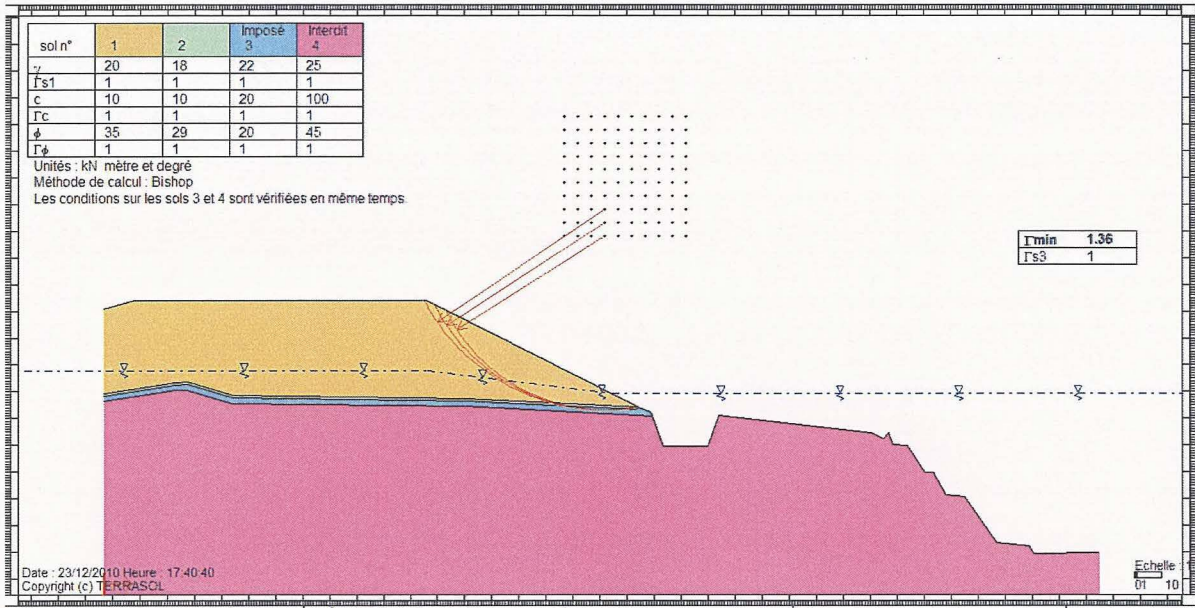 sol n° 1 2 Imposé 3 Interdit 4
γ 20 18 22 25
Γs1 1 1 1 1
c 10 10 20 100
Γc 1 1 1 1
ϕ 35 29 20 45
Γϕ 1 1 1 1
Unités : kN mètre et degré
Méthode de calcul : Bishop
Les conditions sur les sols 3 et 4 sont vérifiées en même temps.
Γmin 1.36
Γs3 1
Date : 23/12/2010 Heure : 17:40:40
Copyright (c) TERRASOL
Echelle : 1
01 10